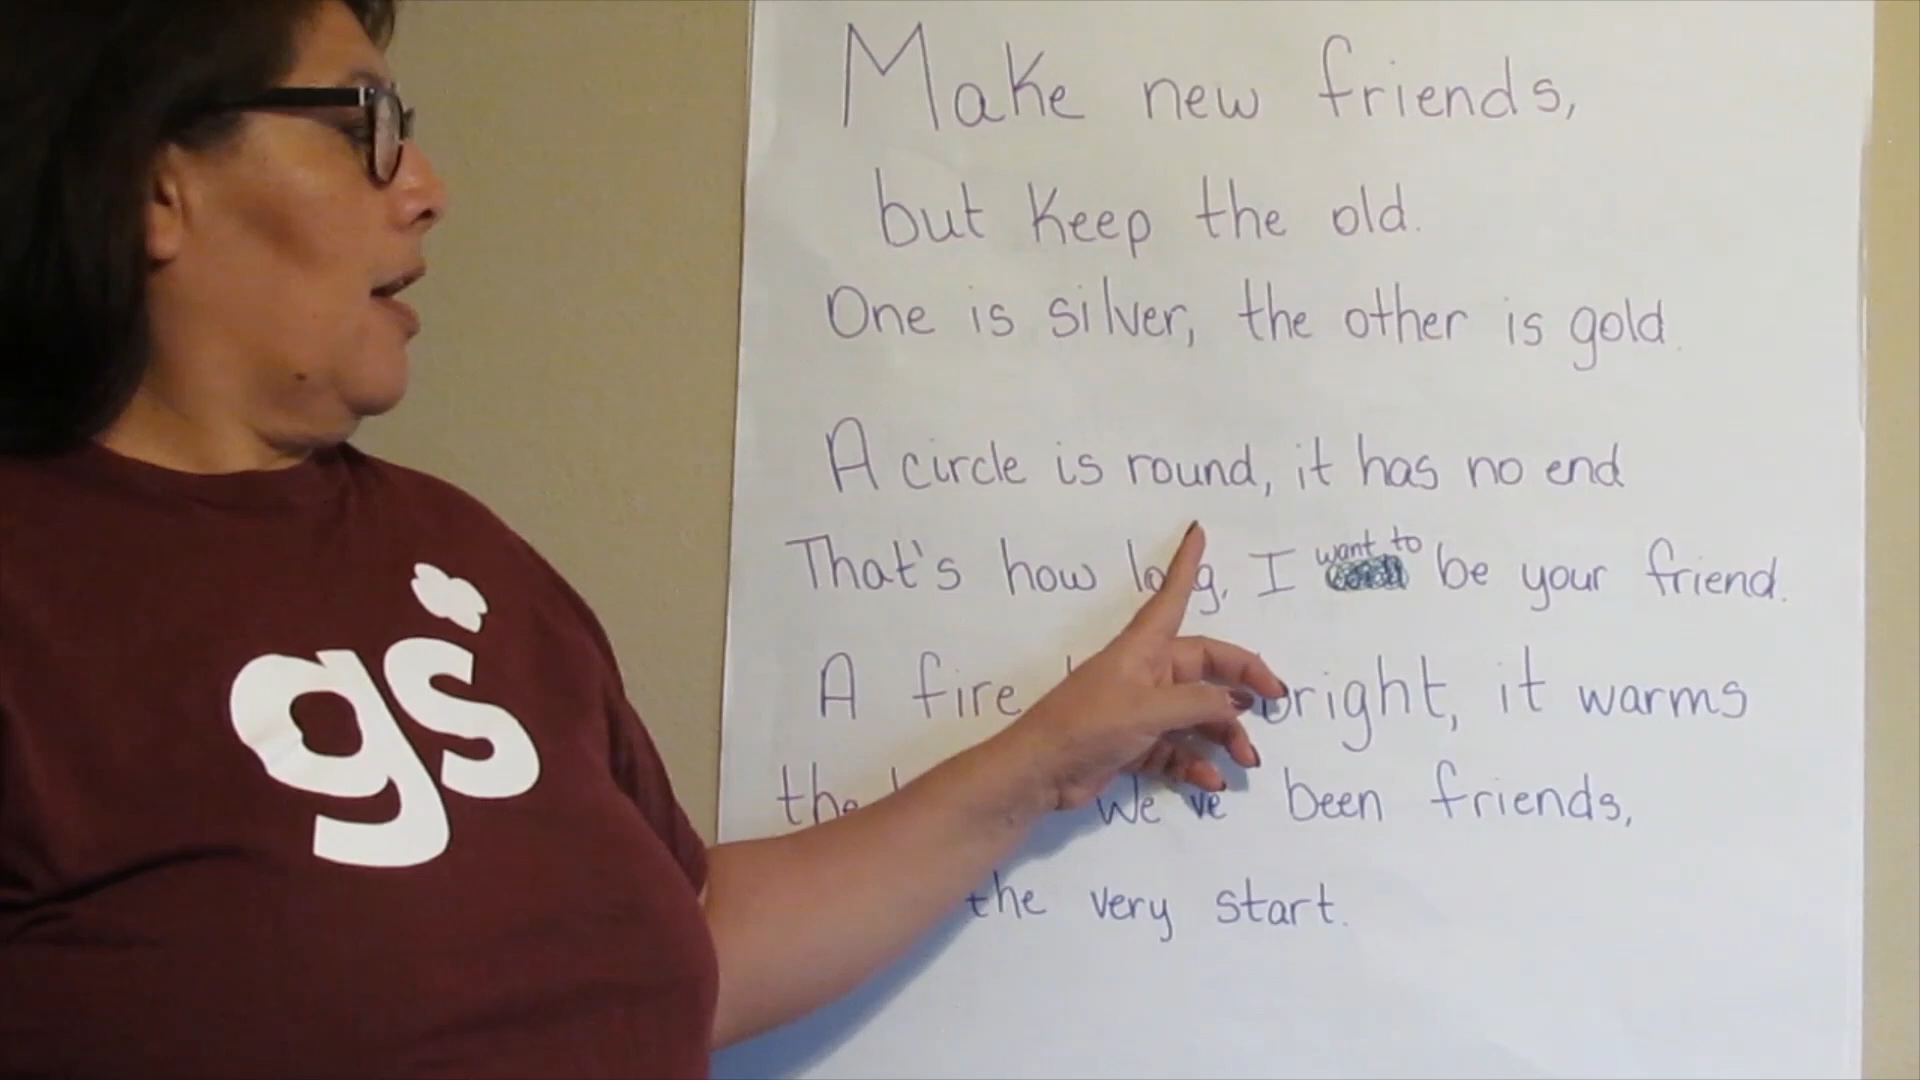 Make new friends,
but keep the old.
One is silver, the other is gold.
A circle is round, it has no end
That's how long, I want to be your friend.
A fire bright, it warms
the We've been friends,
the very start.
gs